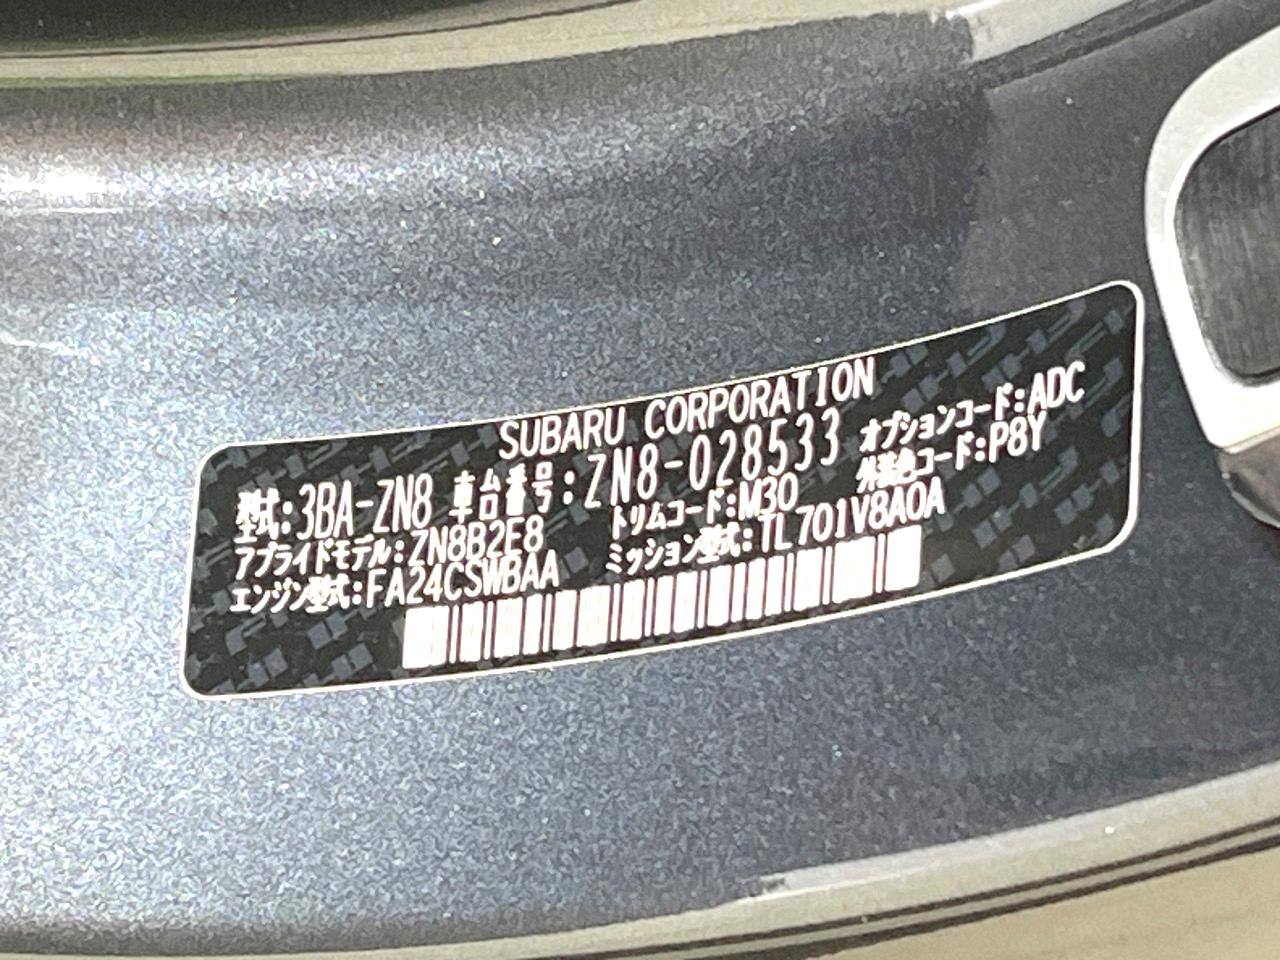 SUBARU CORPORATION
型式:3BA-ZN8 車台番号:ZN8-028533 オプションコード:ADC
アプライドモデル:ZN8B2E8 トリムコード:M30 外装色コード:P8Y
エンジン型式:FA24CSWBAA ミッション型式:TL701V8A0A